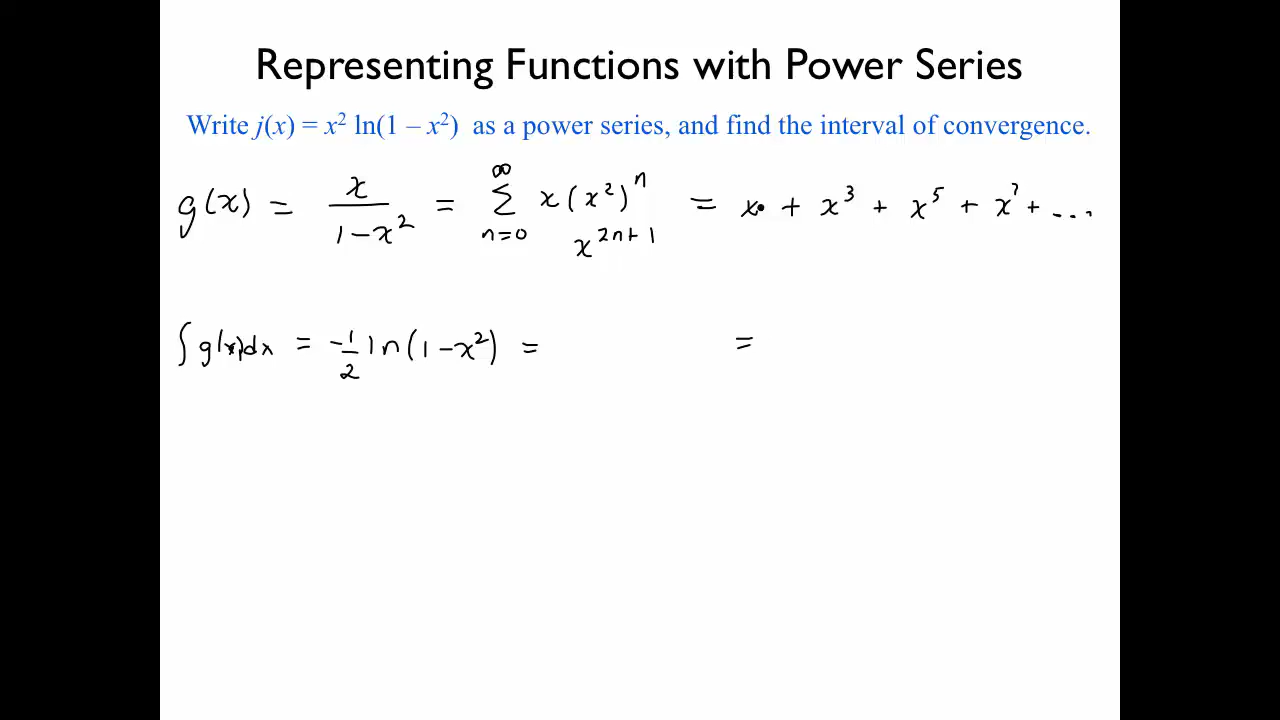 Representing Functions with Power Series
Write j(x) = x² ln(1 – x²) as a power series, and find the interval of convergence.
g(x) = x/(1-x²) = ∞ Σ n=0 x(x²)ⁿ = x + x³ + x⁵ + x⁷ + ...
x²ⁿ⁺¹
∫g(x)dx = -1/2 ln(1-x²) = =